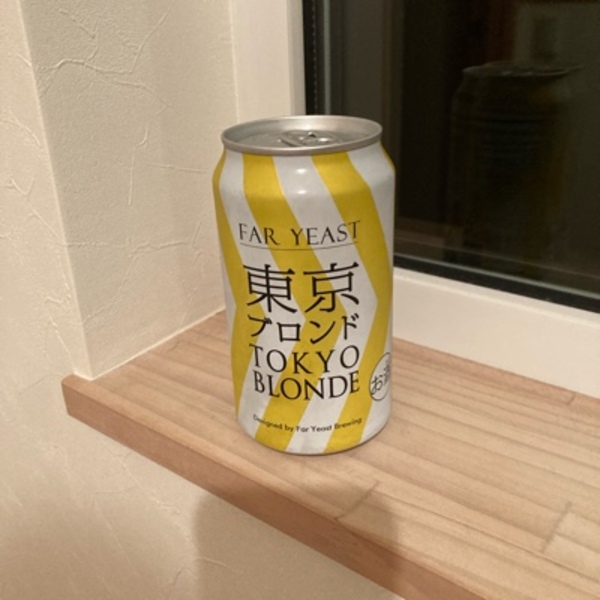 FAR YEAST
東京
ブロンド
TOKYO
BLONDE
お酒
Designed by Far Yeast Brewing